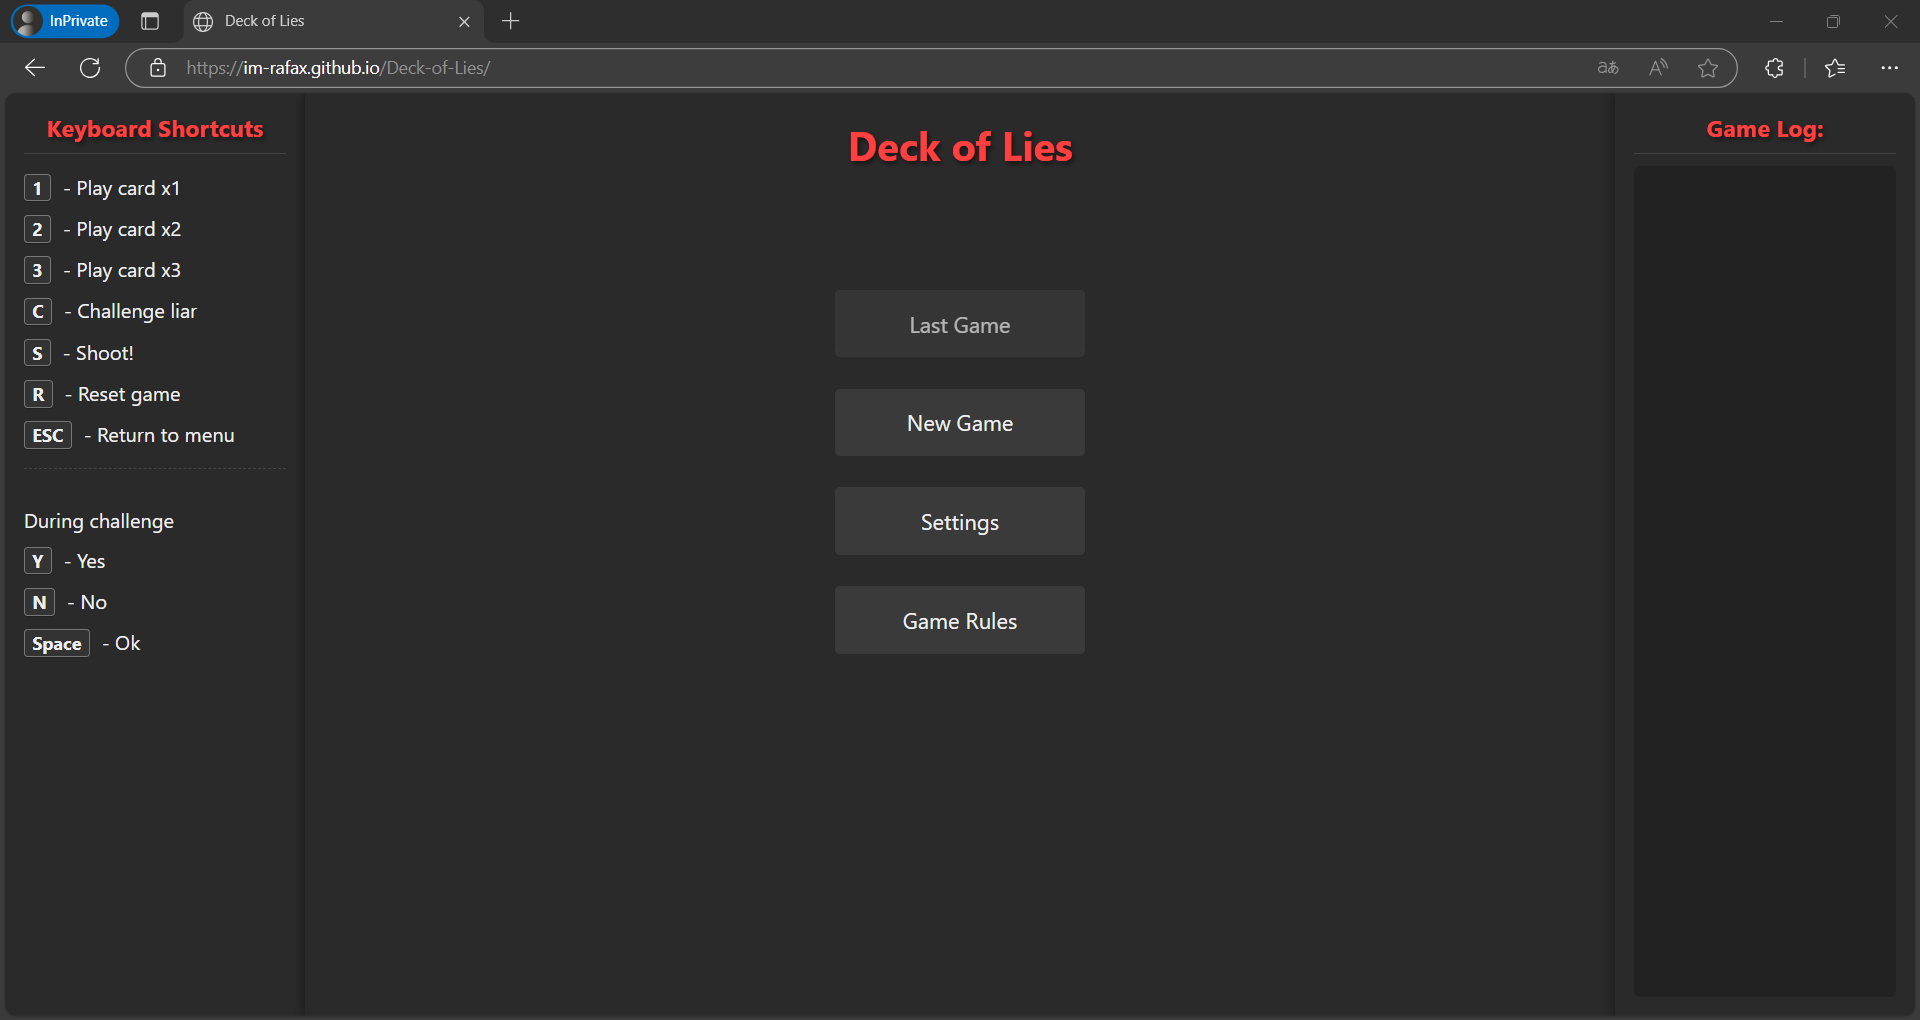 InPrivate
Deck of Lies
https://im-rafax.github.io/Deck-of-Lies/
Keyboard Shortcuts
1 - Play card x1
2 - Play card x2
3 - Play card x3
C - Challenge liar
S - Shoot!
R - Reset game
ESC - Return to menu
During challenge
Y - Yes
N - No
Space - Ok
Deck of Lies
Last Game
New Game
Settings
Game Rules
Game Log: